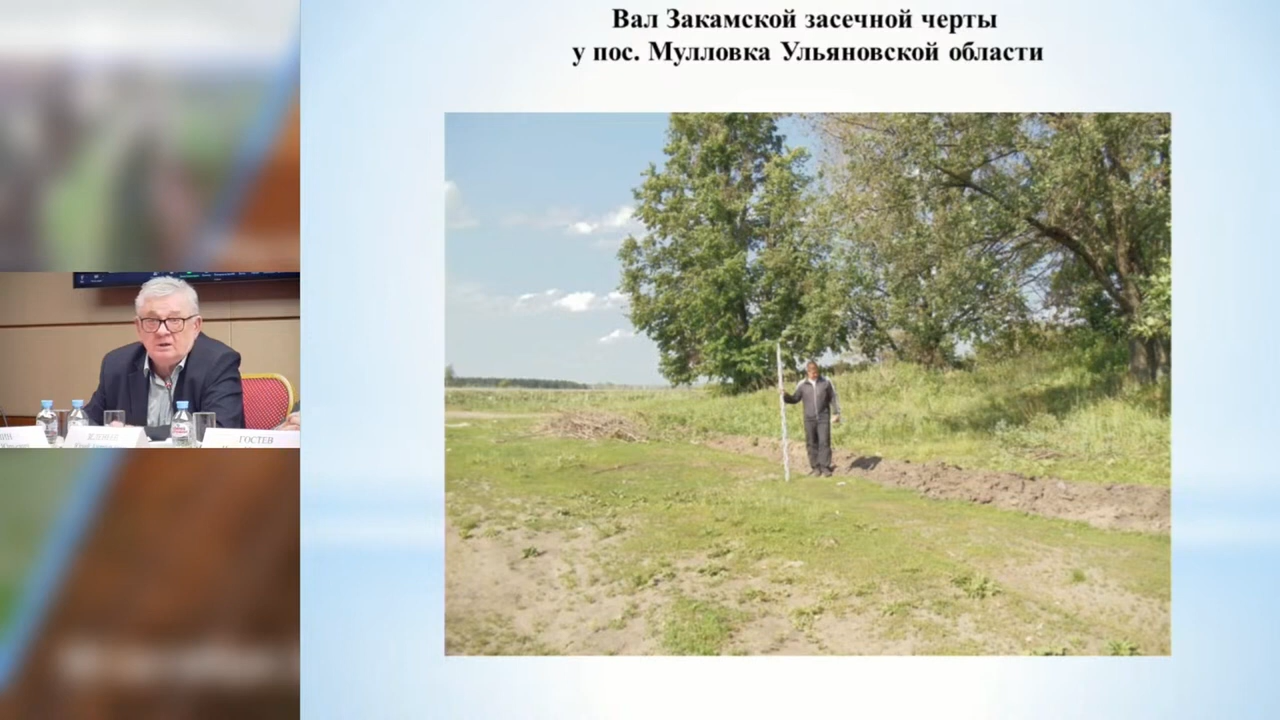 Вал Закамской засечной черты
у пос. Мулловка Ульяновской области
ГОСТЕВ